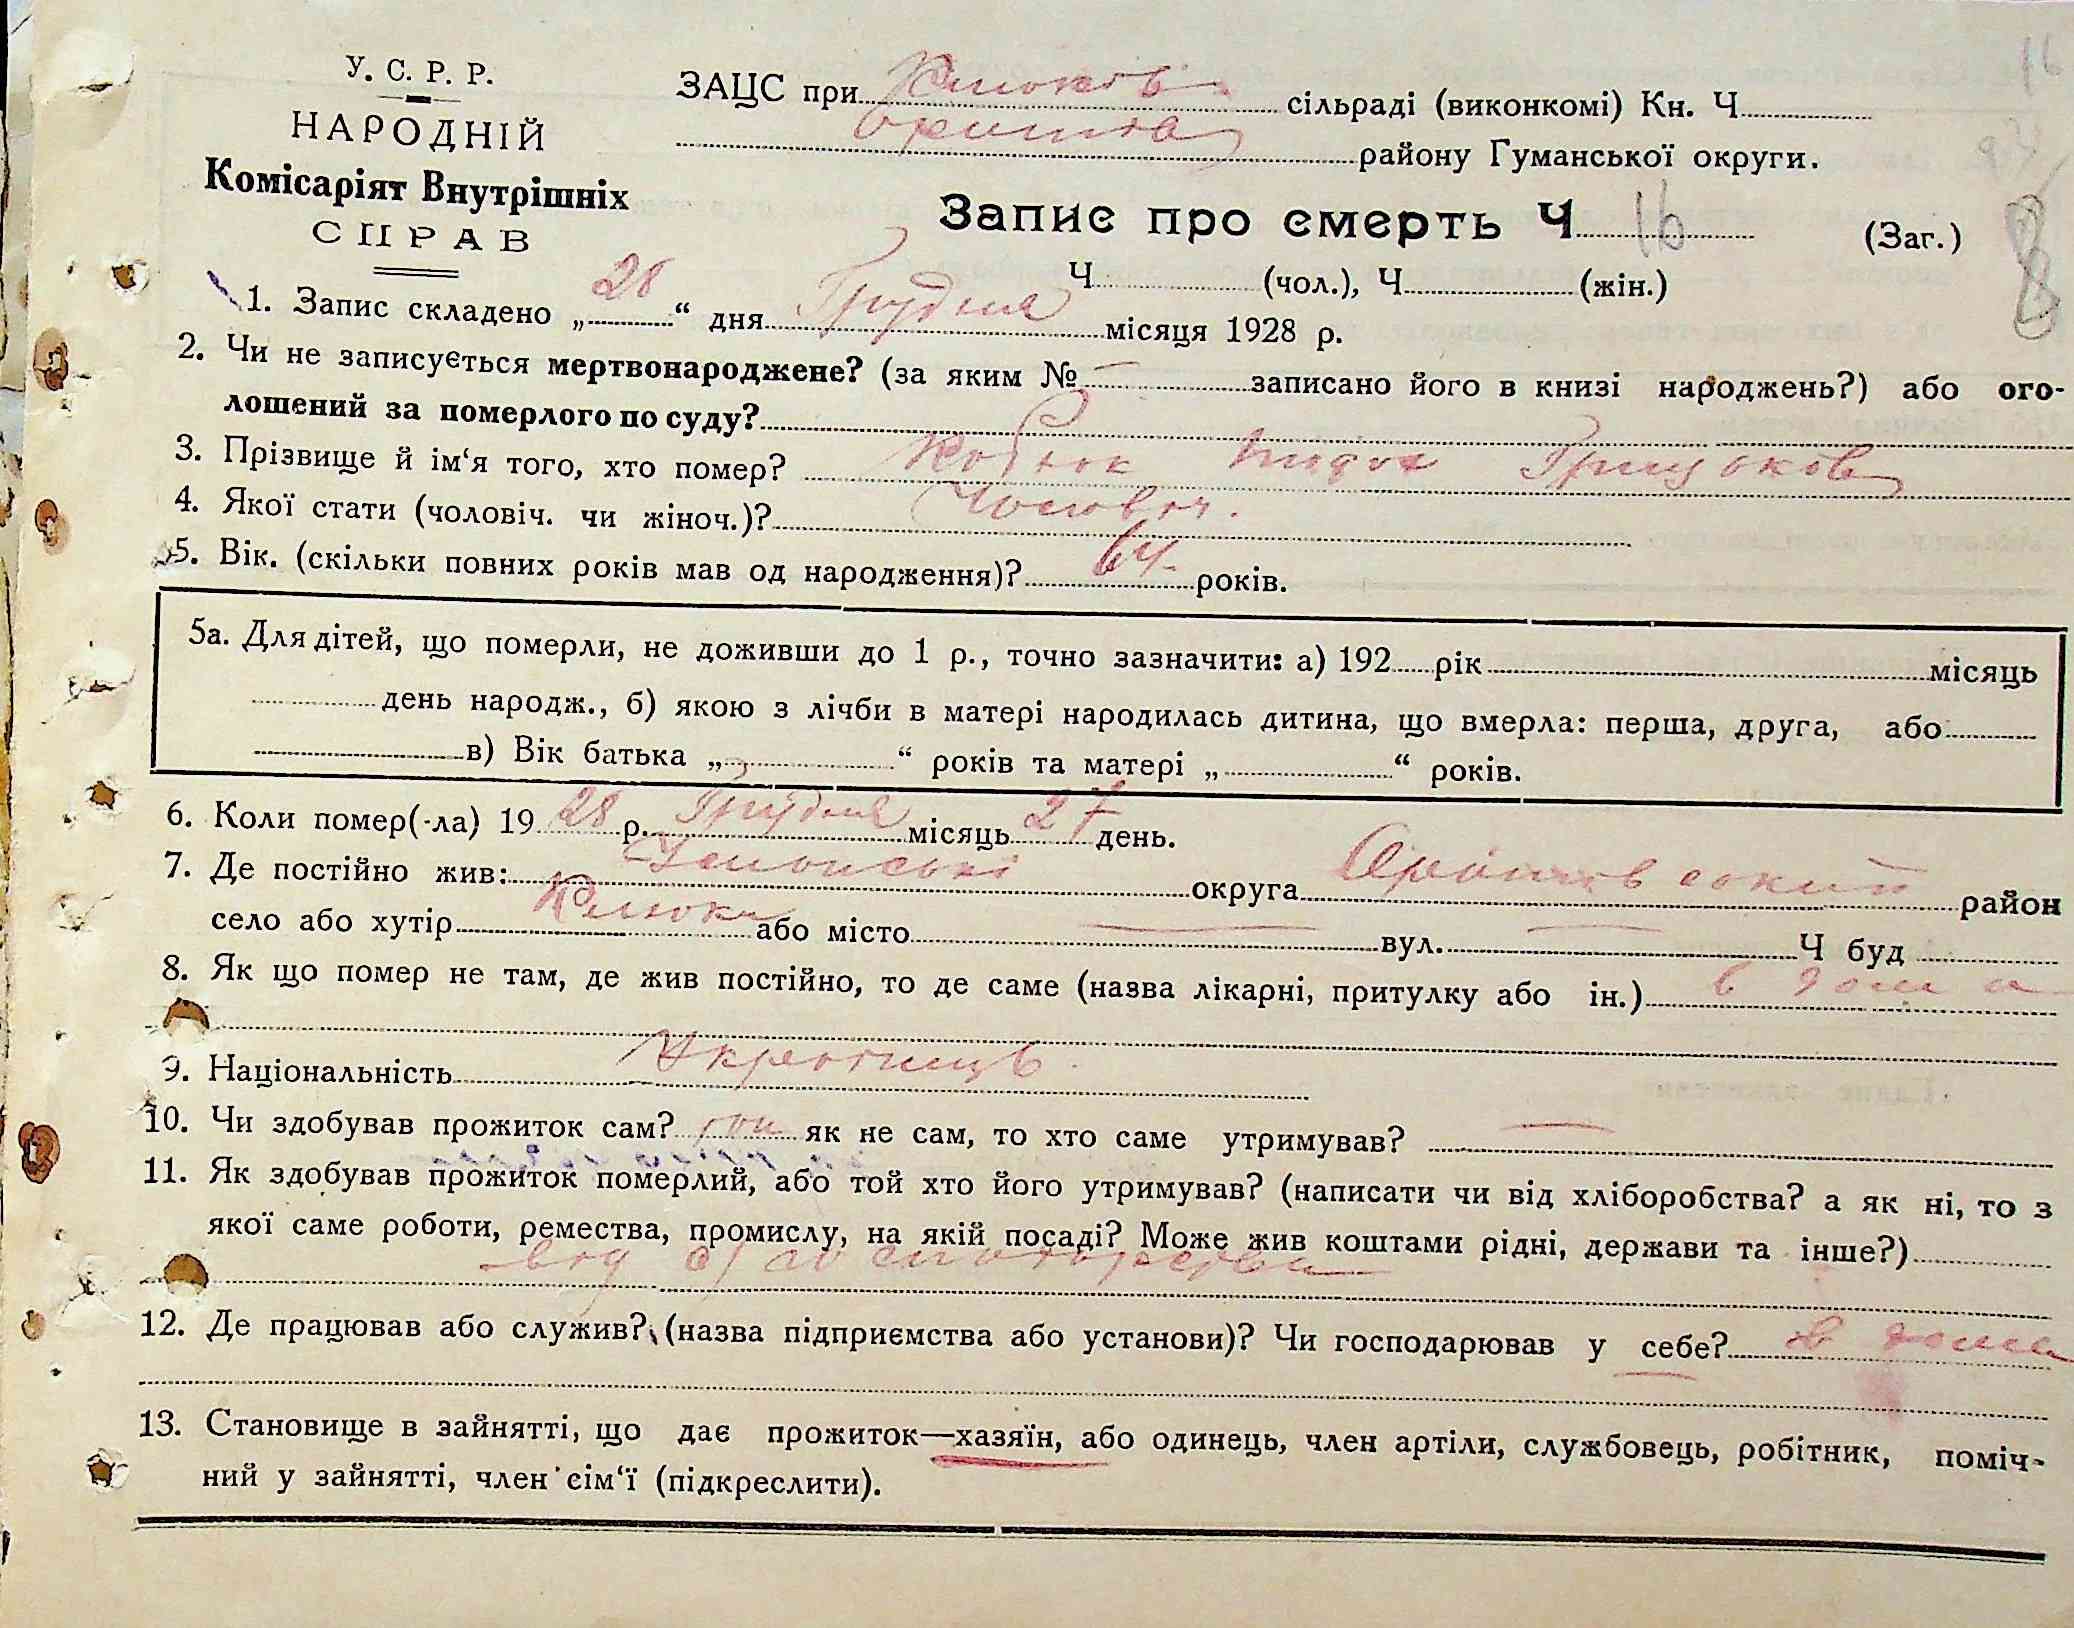 У. С. Р. Р.
НАРОДНІЙ
Комісаріят Внутрішніх
СПРАВ
ЗАЦС при сільраді (виконкомі) Кн. Ч
району Гуманської округи.
Запис про смерть Ч 16 (Заг.)
Ч (чол.), Ч (жін.)
1. Запис складено „28“ дня Грудня місяця 1928 р.
2. Чи не записується мертвонароджене? (за яким № — записано його в книзі народжень?) або ого-
лошений за померлого по суду?
3. Прізвище й ім‘я того, хто помер?
4. Якої стати (чоловіч. чи жіноч.)? Чоловіч.
5. Вік. (скільки повних років мав од народження)? 64 років.
5а. Для дітей, що померли, не доживши до 1 р., точно зазначити: а) 192 рік місяць
день народж., б) якою з лічби в матері народилась дитина, що вмерла: перша, друга, або
в) Вік батька „ “ років та матері „ “ років.
6. Коли помер(-ла) 19 28 р. Грудня місяць 27 день.
7. Де постійно жив: округа район
село або хутір або місто — вул. — Ч буд
8. Як що помер не там, де жив постійно, то де саме (назва лікарні, притулку або ін.) в дома
9. Національність Українець
10. Чи здобував прожиток сам? як не сам, то хто саме утримував? —
11. Як здобував прожиток померлий, або той хто його утримував? (написати чи від хліборобства? а як ні, то з
якої саме роботи, ремества, промислу, на якій посаді? Може жив коштами рідні, держави та інше?)
від
12. Де працював або служив? (назва підприємства або установи)? Чи господарював у себе? в дома
13. Становище в зайнятті, що дає прожиток—хазяїн, або одинець, член артіли, службовець, робітник, поміч-
ний у зайнятті, член сім‘ї (підкреслити).